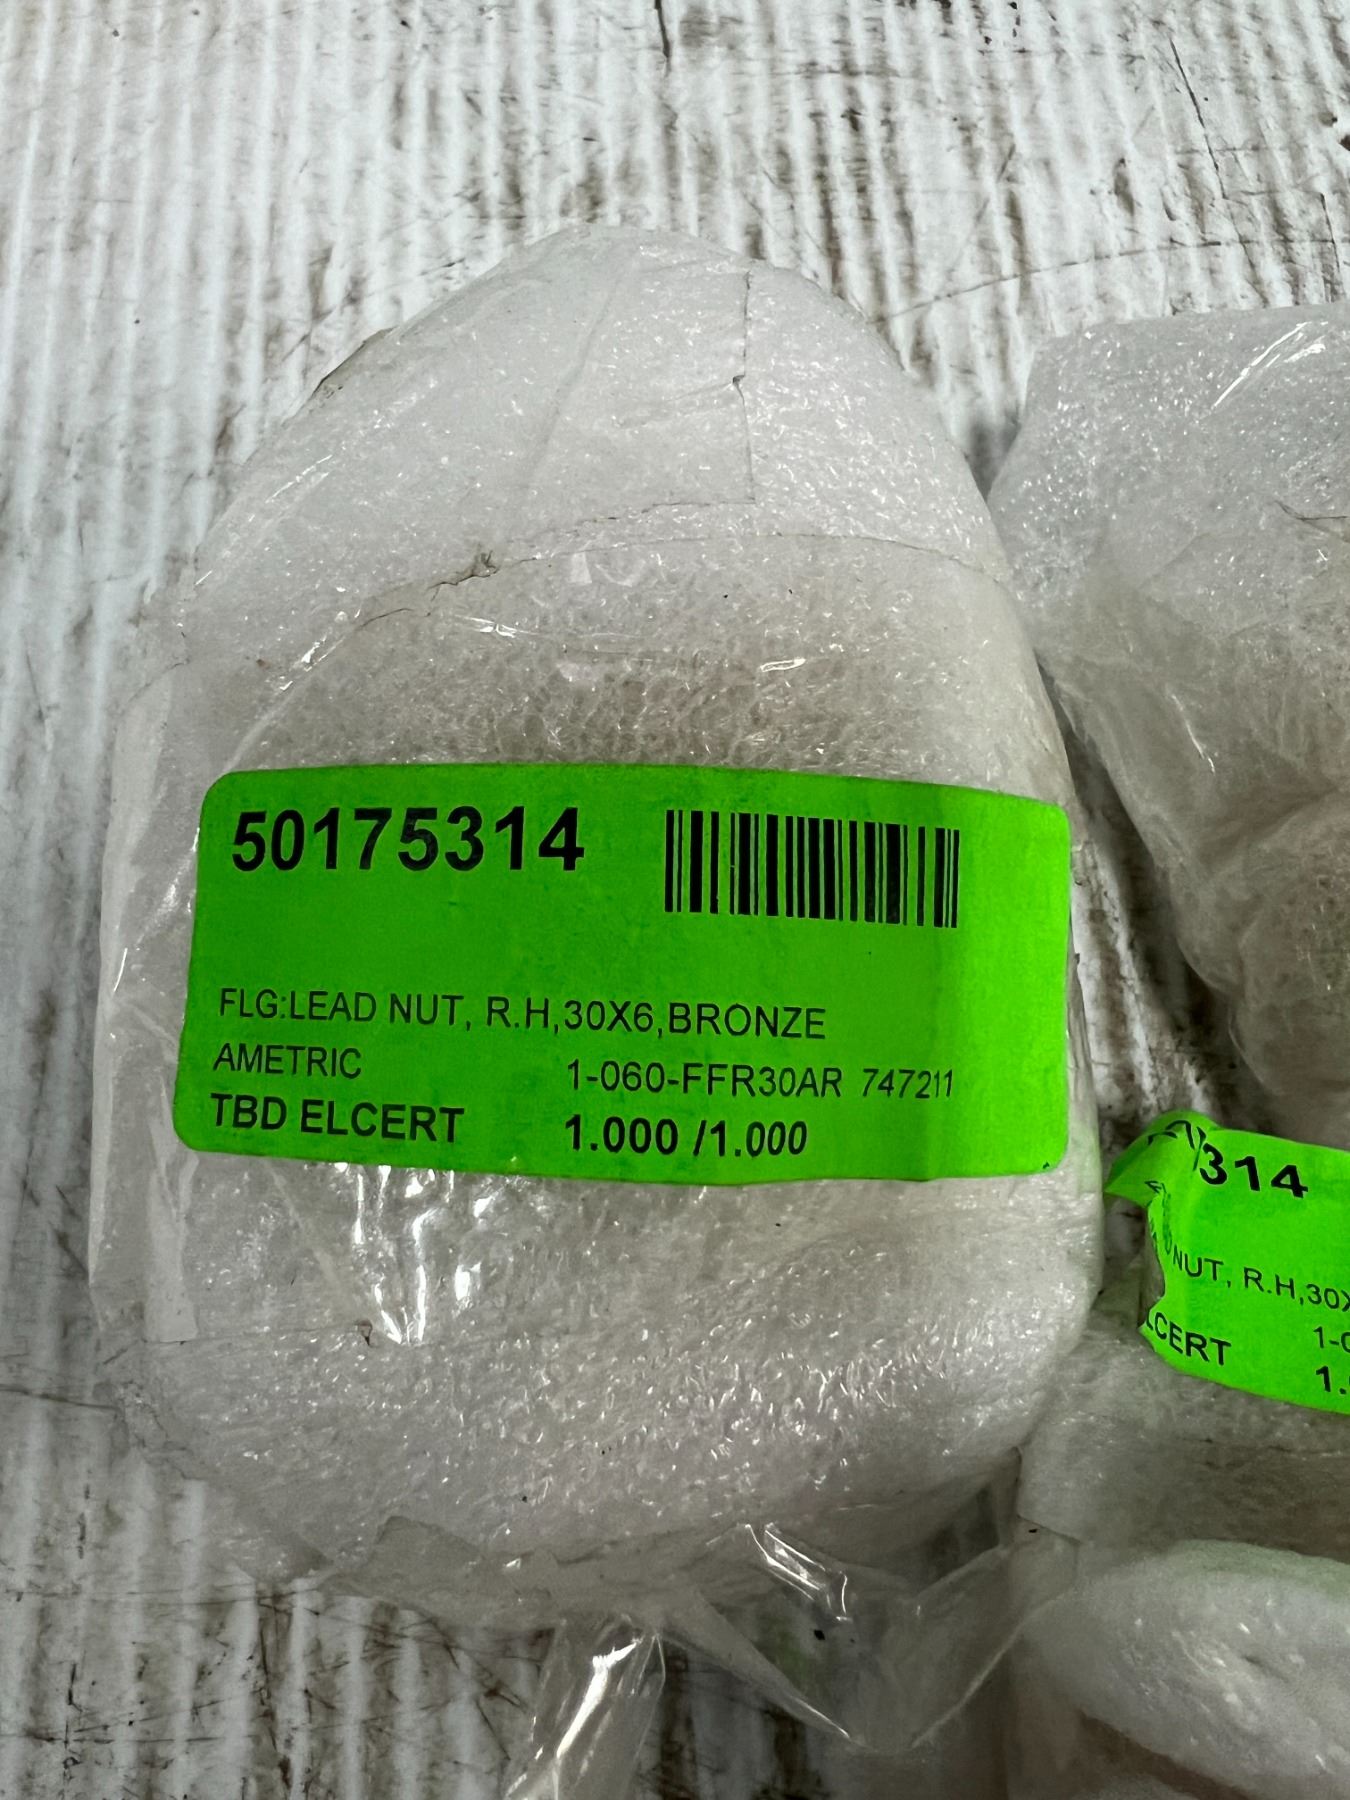 50175314
FLG:LEAD NUT, R.H,30X6,BRONZE
AMETRIC 1-060-FFR30AR 747211
TBD ELCERT 1.000 /1.000
314
NUT, R.H,30X
LCERT